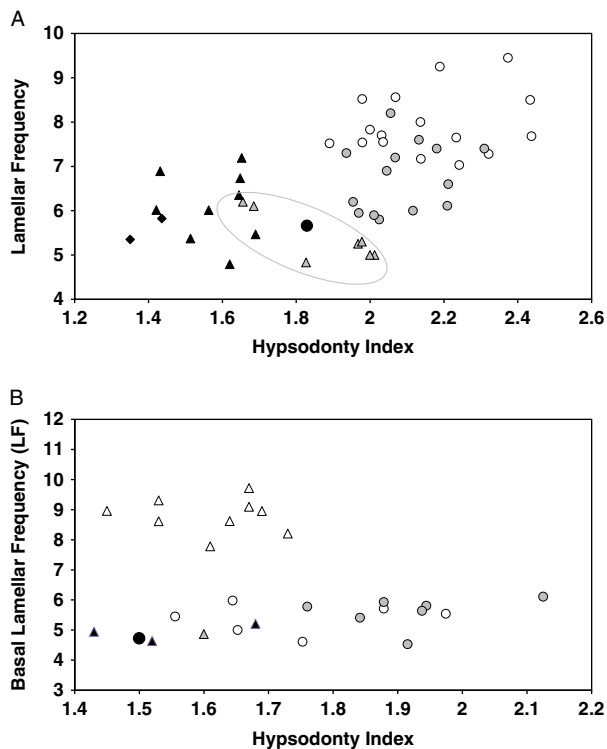 A
10
9
8
7
6
5
4
Lamellar Frequency
1.2 1.4 1.6 1.8 2 2.2 2.4 2.6
Hypsodonty Index
B
12
11
10
9
8
7
6
5
4
3
Basal Lamellar Frequency (LF)
1.4 1.5 1.6 1.7 1.8 1.9 2 2.1 2.2
Hypsodonty Index